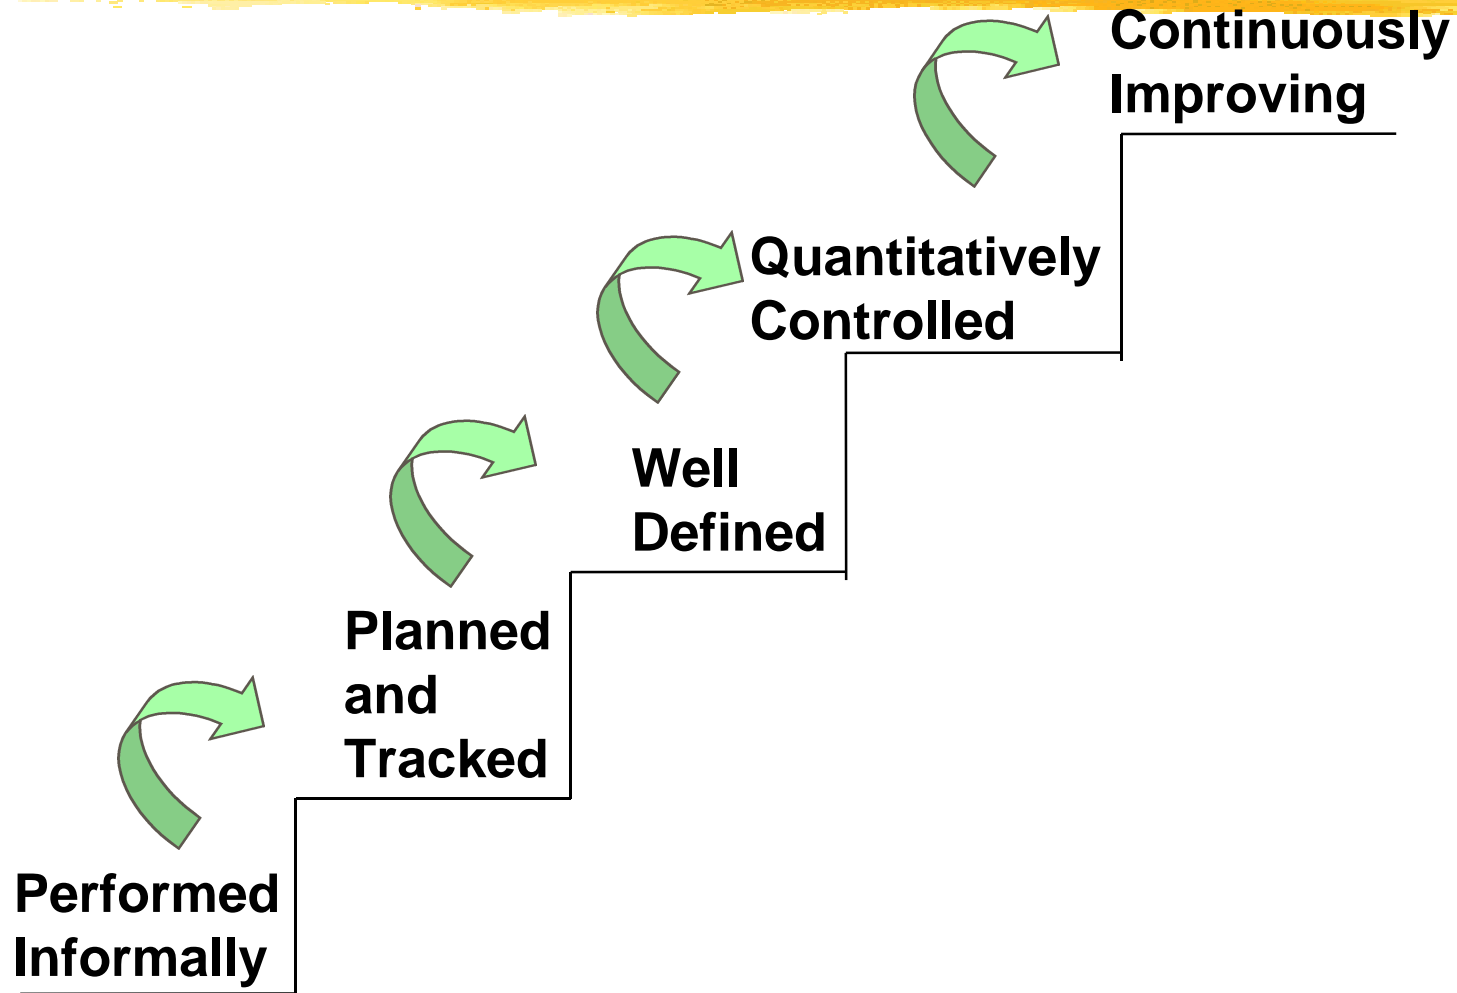 Continuously
Improving
Quantitatively
Controlled
Well
Defined
Planned
and
Tracked
Performed
Informally